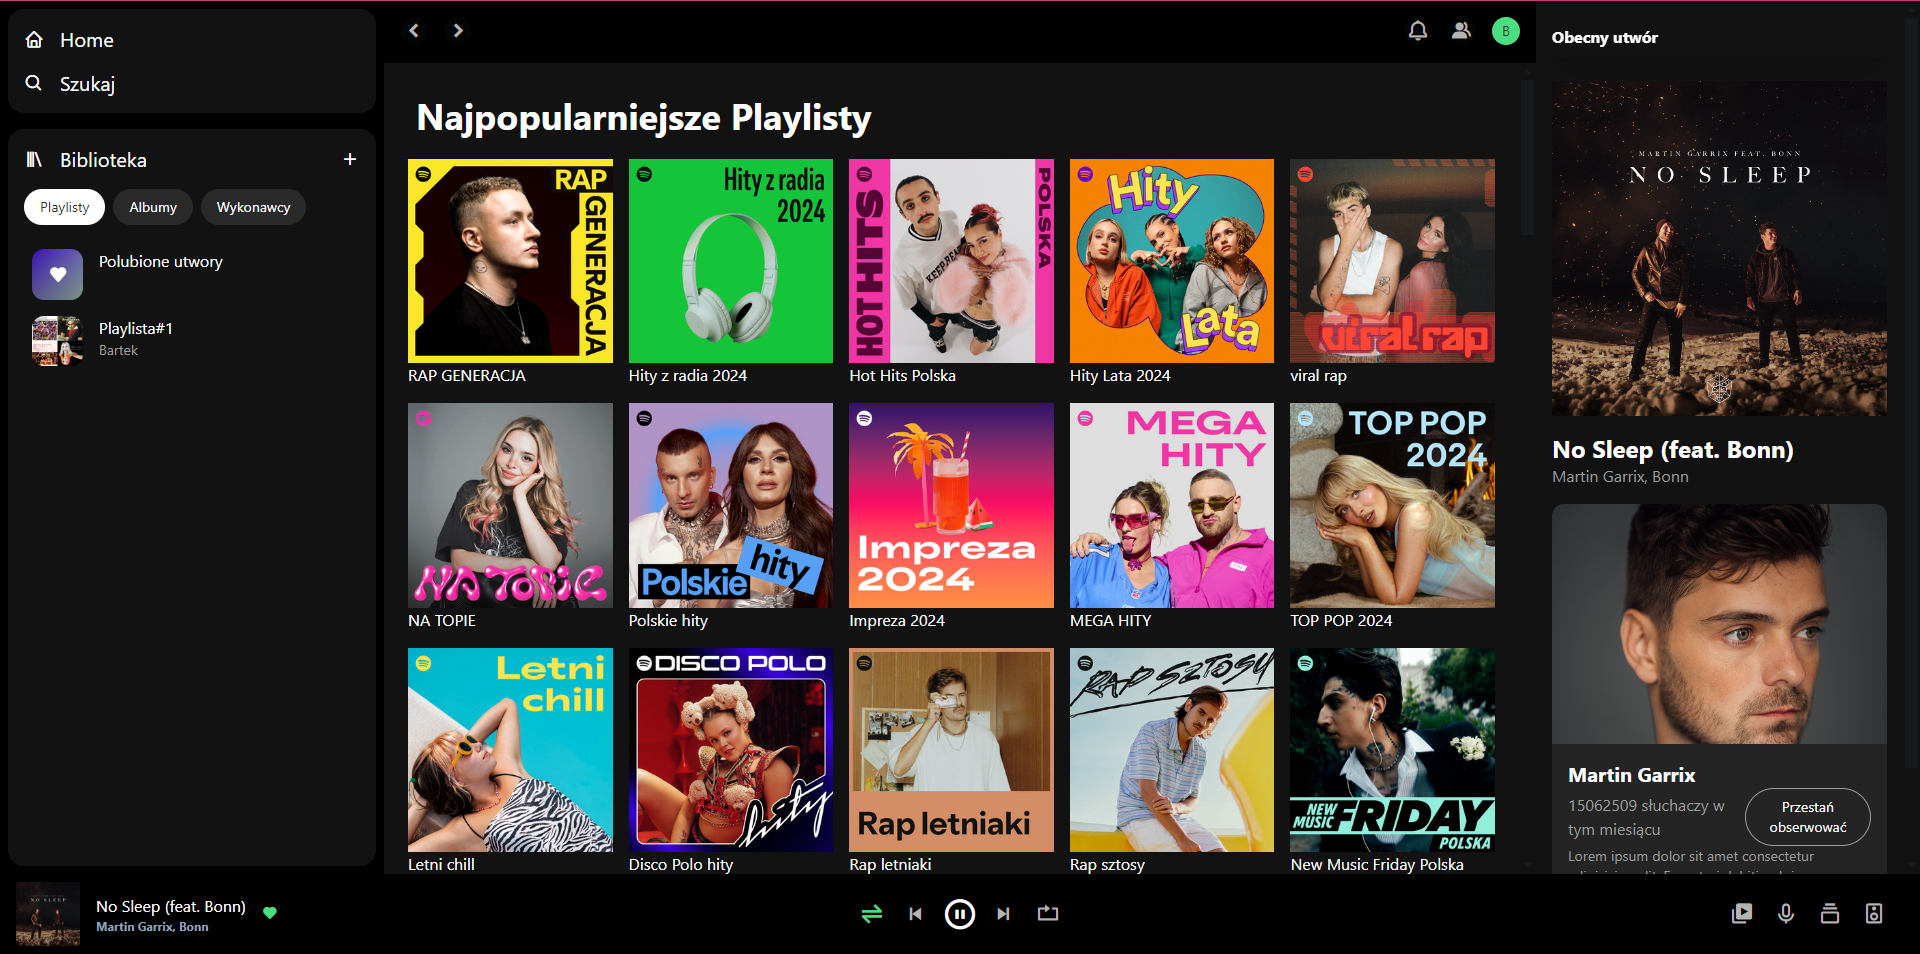 Home
Szukaj
Biblioteka
Playlisty
Albumy
Wykonawcy
Polubione utwory
Playlista#1
Bartek
B
Najpopularniejsze Playlisty
RAP
GENERACJA
RAP GENERACJA
Hity z radia
2024
Hity z radia 2024
HOT HITS
POLSKA
KEEP REA
Hot Hits Polska
Hity
Lata
Hity Lata 2024
viral rap
viral rap
NA TOPIE
NA TOPIE
Polskie
hity
Polskie hity
Impreza
2024
Impreza 2024
MEGA
HITY
MEGA HITY
TOP POP
2024
TOP POP 2024
Letni
chill
Letni chill
DISCO POLO
hity
Disco Polo hity
Rap letniaki
Rap letniaki
RAP SZTOSY
Rap sztosy
NEW
MUSIC
FRIDAY
POLSKA
New Music Friday Polska
Obecny utwór
MARTIN GARRIX FEAT. BONN
NO SLEEP
No Sleep (feat. Bonn)
Martin Garrix, Bonn
Martin Garrix
15062509 słuchaczy w
tym miesiącu
Przestań
obserwować
Lorem ipsum dolor sit amet consectetur
NO SLEEP
No Sleep (feat. Bonn)
Martin Garrix, Bonn